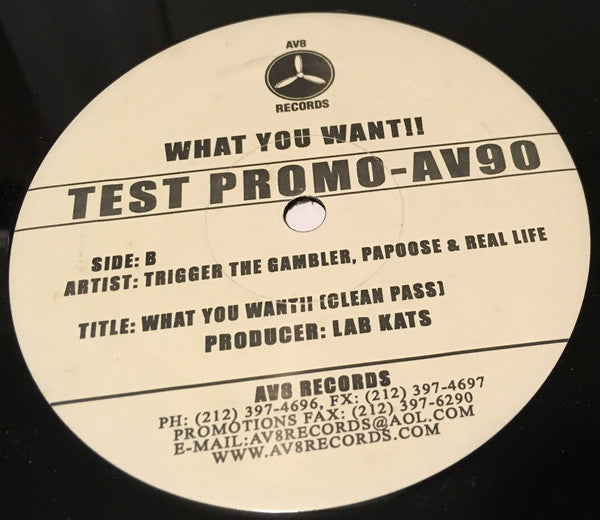 AV8
RECORDS
WHAT YOU WANT!!
TEST PROMO-AV90
SIDE: B
ARTIST: TRIGGER THE GAMBLER, PAPOOSE & REAL LIFE
TITLE: WHAT YOU WANT!! (CLEAN PASS)
PRODUCER: LAB KATS
AV8 RECORDS
PH: (212) 397-4696, FX: (212) 397-4697
PROMOTIONS FAX: (212) 397-6290
E-MAIL:AV8RECORDS@AOL.COM
WWW.AV8RECORDS.COM